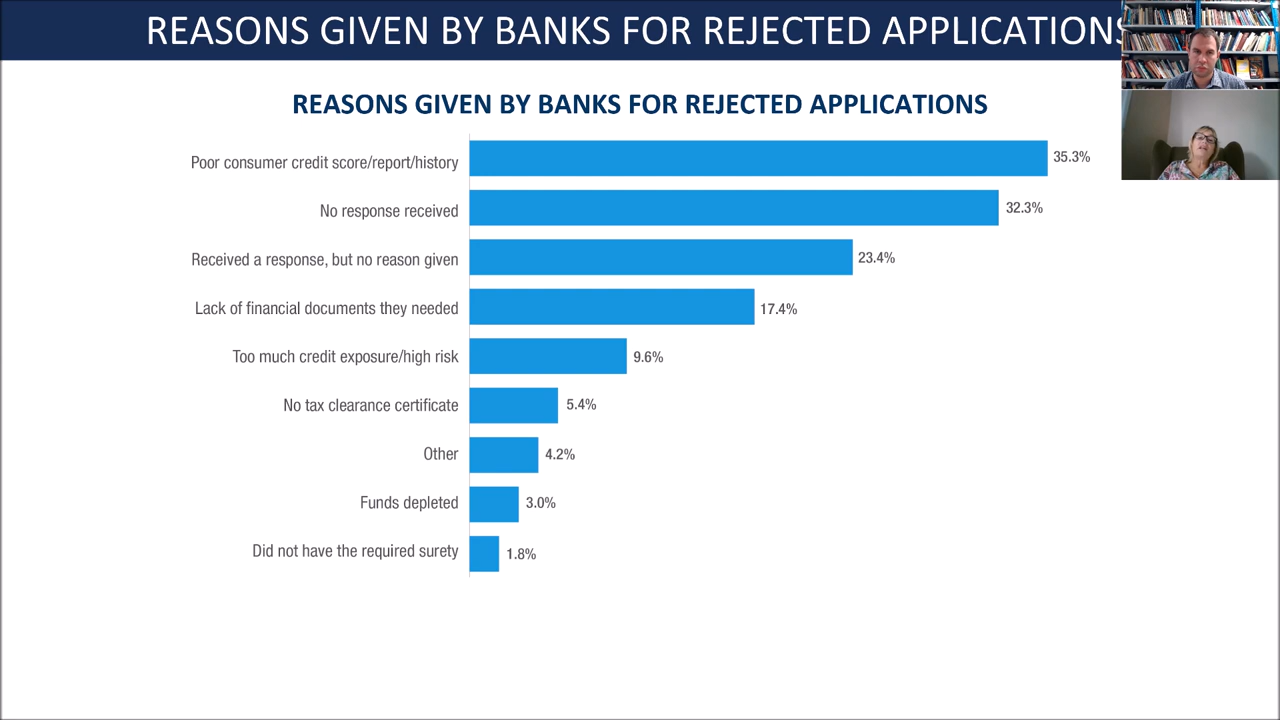 REASONS GIVEN BY BANKS FOR REJECTED APPLICATIONS
REASONS GIVEN BY BANKS FOR REJECTED APPLICATIONS
Poor consumer credit score/report/history 35.3%
No response received 32.3%
Received a response, but no reason given 23.4%
Lack of financial documents they needed 17.4%
Too much credit exposure/high risk 9.6%
No tax clearance certificate 5.4%
Other 4.2%
Funds depleted 3.0%
Did not have the required surety 1.8%